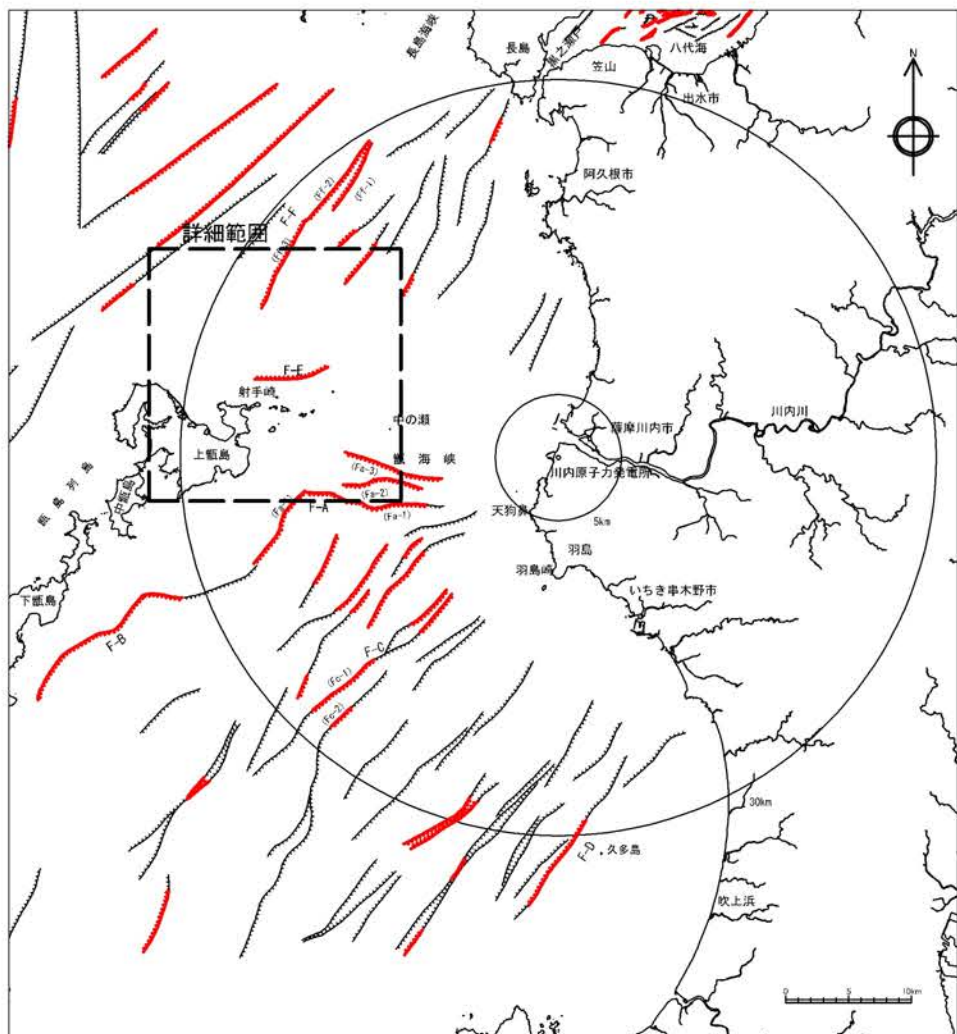 長島海峡
長島
黒之瀬戸
八代海
笠山
出水市
N
阿久根市
(Ff-2)
(Ff-1)
F-F
詳細範囲
F-E
射手崎
中の瀬
薩摩川内市
川内川
上甑島
甑海峡
(Fa-3)
川内原子力発電所
(Fa-2)
甑島列島
中甑島
F-A
(Fa-1)
天狗鼻
5km
羽島
羽島崎
いちき串木野市
下甑島
F-B
F-C
(Fc-1)
(Fc-2)
30km
F-D
久多島
吹上浜
0
5
10km